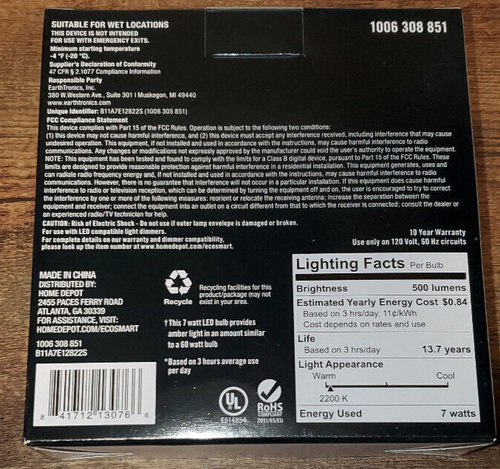 SUITABLE FOR WET LOCATIONS
THIS DEVICE IS NOT INTENDED
FOR USE WITH EMERGENCY EXITS.
Minimum starting temperature
-4 °F (-20 °C).
Supplier's Declaration of Conformity
47 CFR § 2.1077 Compliance Information
Responsible Party
EarthTronics, Inc.
380 W.Western Ave., Suite 301 | Muskegon, MI 49440
www.earthtronics.com
Unique Identifier: B11A7E12822S (1006 305 851)
1006 308 851
FCC Compliance Statement
This device complies with Part 15 of the FCC Rules. Operation is subject to the following two conditions:
(1) this device may not cause harmful interference, and (2) this device must accept any interference received, including interference that may cause
undesired operation. This equipment, if not installed and used in accordance with the instructions, may cause harmful interference to radio
communications. Any changes or modifications not expressly approved by the manufacturer could void the user's authority to operate the equipment.
NOTE: This equipment has been tested and found to comply with the limits for a Class B digital device, pursuant to Part 15 of the FCC Rules. These
limits are designed to provide reasonable protection against harmful interference in a residential installation. This equipment generates, uses and
can radiate radio frequency energy and, if not installed and used in accordance with the instructions, may cause harmful interference to radio
communications. However, there is no guarantee that interference will not occur in a particular installation. If this equipment does cause harmful
interference to radio or television reception, which can be determined by turning the equipment off and on, the user is encouraged to try to correct
the interference by one or more of the following measures: reorient or relocate the receiving antenna; increase the separation between the
equipment and receiver; connect the equipment into an outlet on a circuit different from that to which the receiver is connected; consult the dealer or
an experienced radio/TV technician for help.
CAUTION: Risk of Electric Shock - Do not use if outer lamp envelope is damaged or broken.
For use with LED compatible light dimmers.
For complete details on our warranty and dimmer compatibility,
please look up the item number at www.homedepot.com/ecosmart.
10 Year Warranty
Use only on 120 Volt, 60 Hz circuits
MADE IN CHINA
DISTRIBUTED BY:
HOME DEPOT
2455 PACES FERRY ROAD
ATLANTA, GA 30339
FOR ASSISTANCE, VISIT:
HOMEDEPOT.COM/ECOSMART
1006 308 851
B11A7E12822S
8 41712 13076 6
Recycle
Recycling facilities for this
product/package may not
exist in your area.
†This 7 watt LED bulb provides
amber light in an amount similar
to a 60 watt bulb
*Based on 3 hours average use
per day
UL
E514854
RoHS
COMPLIANT
2011/65/EU
Lighting Facts Per Bulb
Brightness 500 lumens
Estimated Yearly Energy Cost $0.84
Based on 3 hrs/day, 11¢/kWh
Cost depends on rates and use
Life
Based on 3 hrs/day 13.7 years
Light Appearance
Warm Cool
2200 K
Energy Used 7 watts